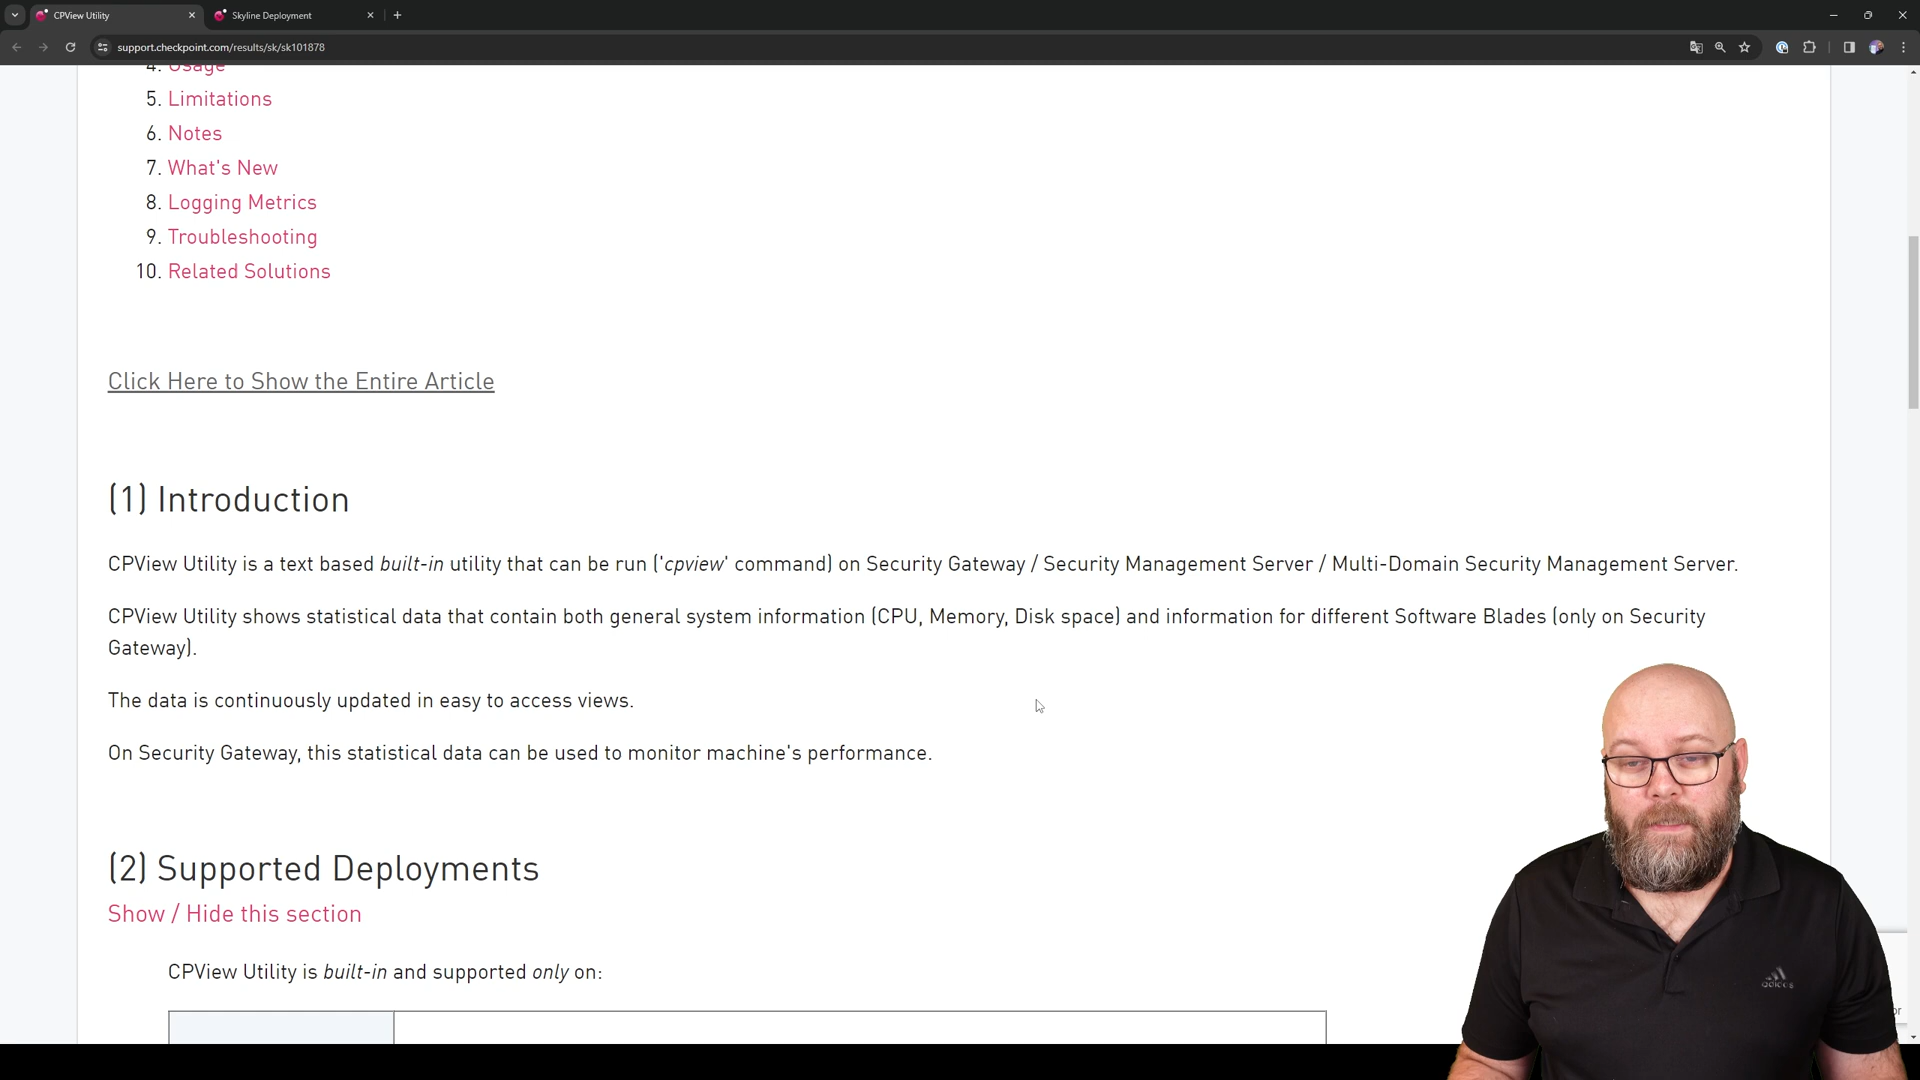 CPView Utility
Skyline Deployment
support.checkpoint.com/results/sk/sk101878
4. Usage
5. Limitations
6. Notes
7. What's New
8. Logging Metrics
9. Troubleshooting
10. Related Solutions
Click Here to Show the Entire Article
(1) Introduction
CPView Utility is a text based built-in utility that can be run ('cpview' command) on Security Gateway / Security Management Server / Multi-Domain Security Management Server.
CPView Utility shows statistical data that contain both general system information (CPU, Memory, Disk space) and information for different Software Blades (only on Security
Gateway).
The data is continuously updated in easy to access views.
On Security Gateway, this statistical data can be used to monitor machine's performance.
(2) Supported Deployments
Show / Hide this section
CPView Utility is built-in and supported only on:
adidas